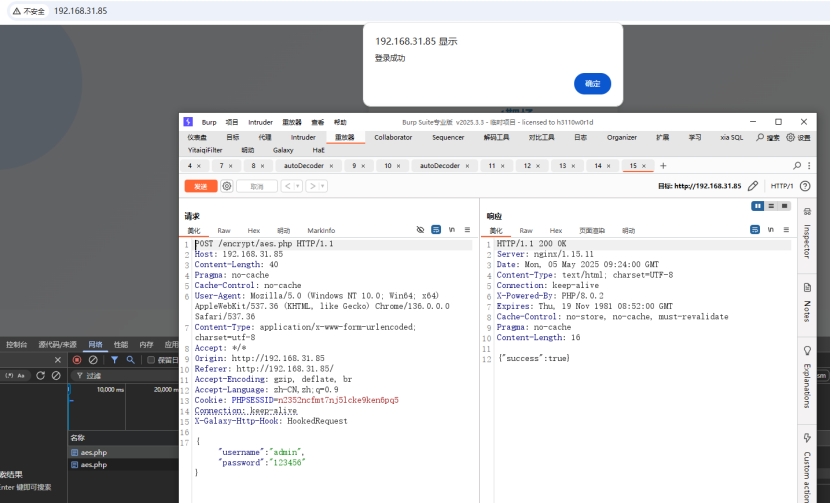 不安全 192.168.31.85
192.168.31.85 显示
登录成功
确定
Burp 项目 Intruder 重放器 查看 帮助 Burp Suite专业版 v2025.3.3 - 临时项目 - licensed to h3110w0r1d
仪表盘 目标 代理 Intruder 重放器 Collaborator Sequencer 解码工具 对比工具 日志 Organizer 扩展 学习 xia SQL 搜索 设置
YitaiqiFilter 明动 Galaxy HaE
4 × 7 × 8 × autoDecoder × 9 × 10 × autoDecoder × 11 × 12 × 13 × 14 × 15 × +
发送 取消 < > 目标: http://192.168.31.85 HTTP/1
请求
美化 Raw Hex 明动 MarkInfo \n
1 POST /encrypt/aes.php HTTP/1.1
2 Host: 192.168.31.85
3 Content-Length: 40
4 Pragma: no-cache
5 Cache-Control: no-cache
6 User-Agent: Mozilla/5.0 (Windows NT 10.0; Win64; x64)
AppleWebKit/537.36 (KHTML, like Gecko) Chrome/136.0.0.0
Safari/537.36
7 Content-Type: application/x-www-form-urlencoded;
charset=utf-8
8 Accept: */*
9 Origin: http://192.168.31.85
10 Referer: http://192.168.31.85/
11 Accept-Encoding: gzip, deflate, br
12 Accept-Language: zh-CN,zh;q=0.9
13 Cookie: PHPSESSID=n2352ncfmt7nj5lcke9ken6pq5
14 Connection: keep-alive
15 X-Galaxy-Http-Hook: HookedRequest
16
17 {
"username":"admin",
"password":"123456"
}
响应
美化 Raw Hex 页面渲染 明动 \n
1 HTTP/1.1 200 OK
2 Server: nginx/1.15.11
3 Date: Mon, 05 May 2025 09:24:00 GMT
4 Content-Type: text/html; charset=UTF-8
5 Connection: keep-alive
6 X-Powered-By: PHP/8.0.2
7 Expires: Thu, 19 Nov 1981 08:52:00 GMT
8 Cache-Control: no-store, no-cache, must-revalidate
9 Pragma: no-cache
10 Content-Length: 16
11
12 {"success":true}
Inspector
Notes
Explanations
Custom action
控制台 源代码/来源 网络 性能 内存 应用
保留日
Aa 过滤
10,000 ms 20,000 m
名称
aes.php
aes.php
索结果
Enter 键即可搜索